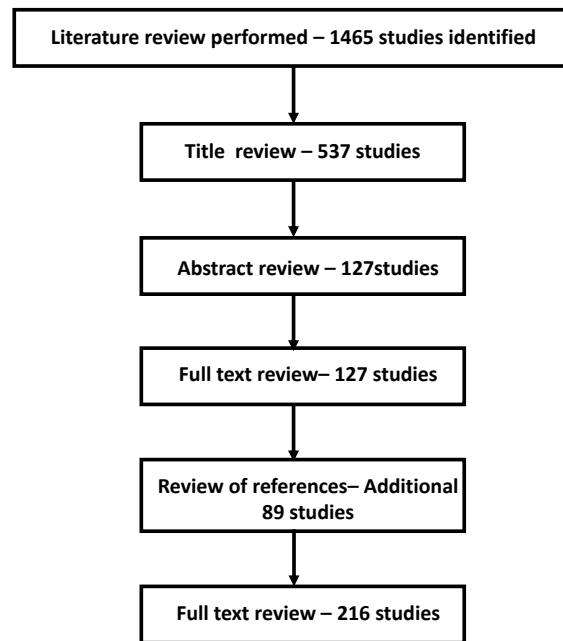 Literature review performed – 1465 studies identified
Title  review – 537 studies
Abstract review – 127studies
Full text review– 127 studies
Review of references– Additional
89 studies
Full text review – 216 studies